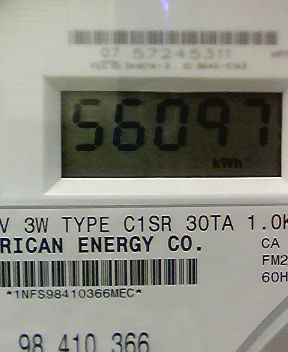 07 57245311
56097
kWh
V 3W TYPE C1SR 30TA 1.0K
RICAN ENERGY CO.
CA
FM2
60H
*1NFS98410366MEC*
98 410 366